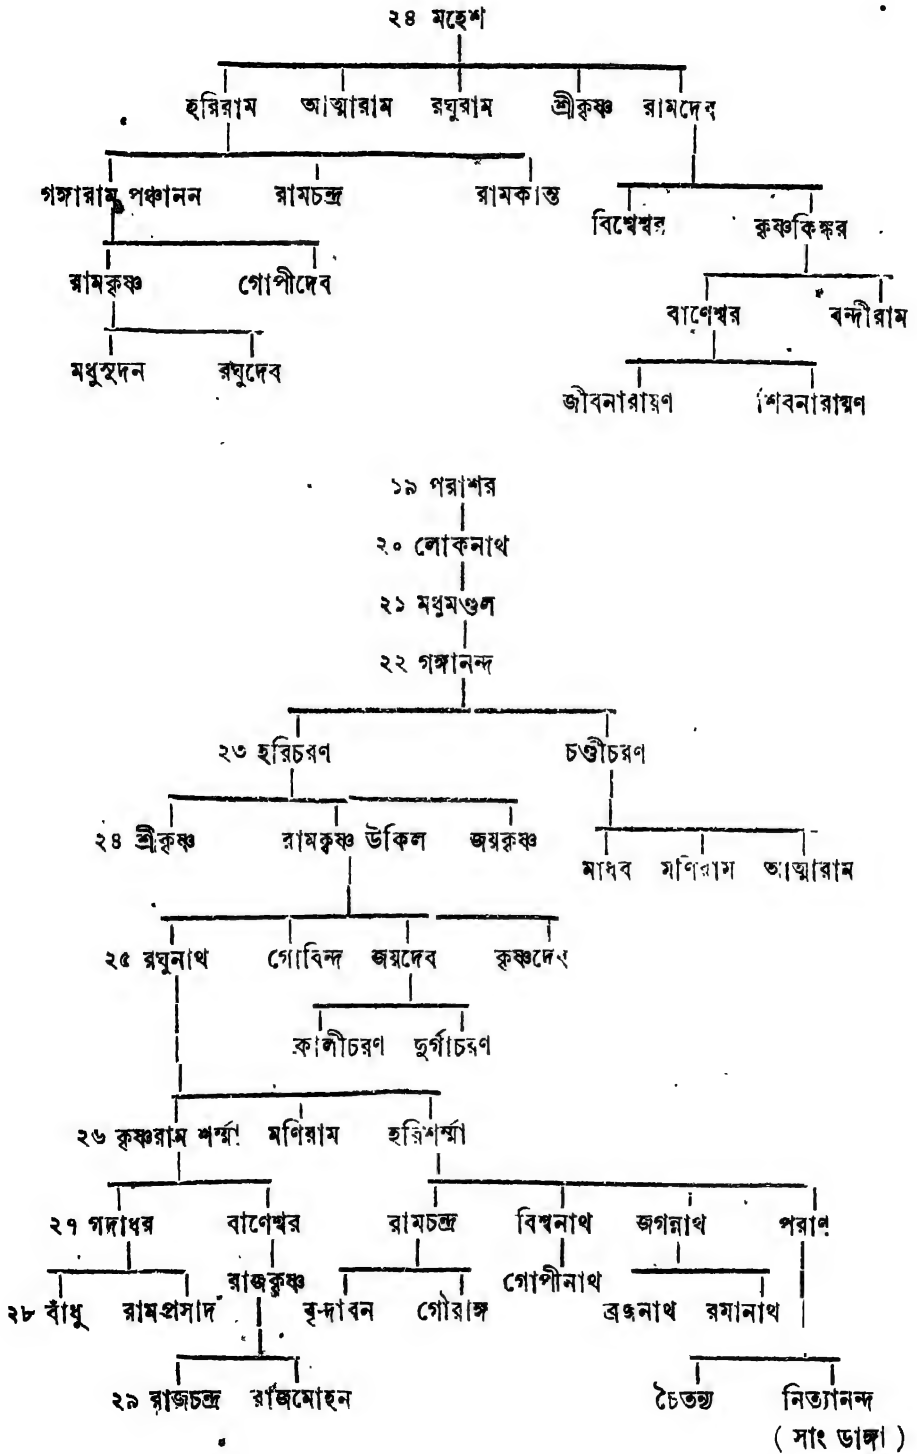 ২৪ মহেশ
হরিরাম আত্মারাম রঘুরাম শ্রীকৃষ্ণ রামদেব
গঙ্গারাম পঞ্চানন রামচন্দ্র রামকান্ত
বিশ্বেশ্বর কৃষ্ণকিঙ্কর
রামকৃষ্ণ গোপীদেব
বাণেশ্বর বন্দীরাম
মধুসূদন রঘুদেব
জীবনারায়ণ শিবনারায়ণ
১৯ পরাশর
২০ লোকনাথ
২১ মধুমণ্ডল
২২ গঙ্গানন্দ
২৩ হরিচরণ চণ্ডীচরণ
২৪ শ্রীকৃষ্ণ রামকৃষ্ণ উকিল জয়কৃষ্ণ
মাধব মণিরাম আত্মারাম
২৫ রঘুনাথ গোবিন্দ জয়দেব কৃষ্ণদেব
কালীচরণ দুর্গাচরণ
২৬ কৃষ্ণরাম শর্ম্মা মণিরাম হরিশর্ম্মা
২৭ গদাধর বাণেশ্বর রামচন্দ্র বিশ্বনাথ জগন্নাথ পরাণ
রাজকৃষ্ণ গোপীনাথ
২৮ বাঁধু রামপ্রসাদ বৃন্দাবন গৌরাঙ্গ ব্রজনাথ রমানাথ
২৯ রাজচন্দ্র রাজমোহন চৈতন্য নিত্যানন্দ
( সাং ডাঙ্গা )